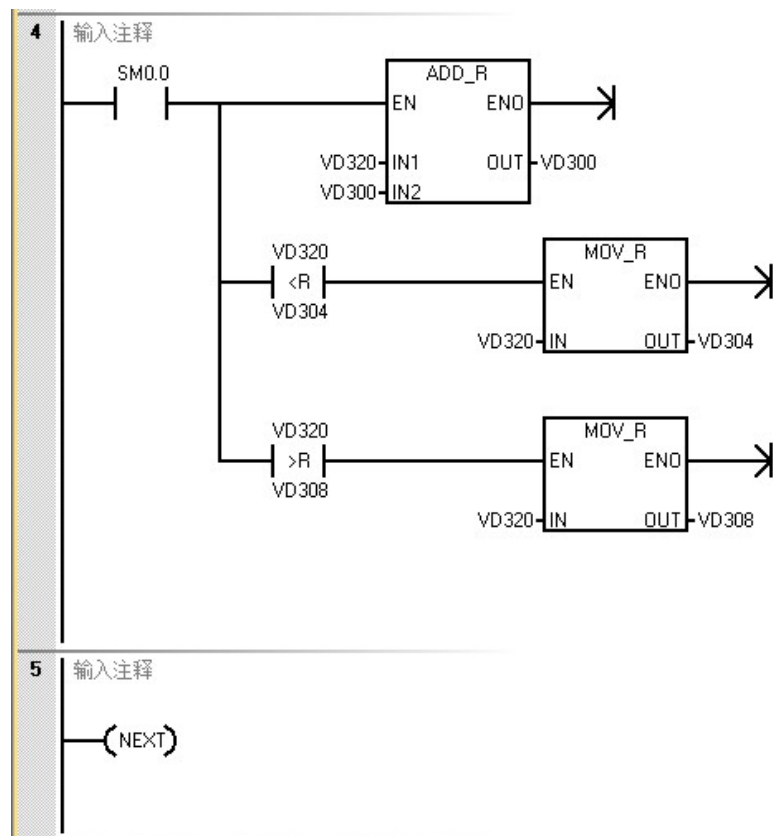 4 输入注释
SM0.0
ADD_R
EN ENO
VD320 IN1 OUT VD300
VD300 IN2
VD320
<R
VD304
MOV_R
EN ENO
VD320 IN OUT VD304
VD320
>R
VD308
MOV_R
EN ENO
VD320 IN OUT VD308
5 输入注释
NEXT